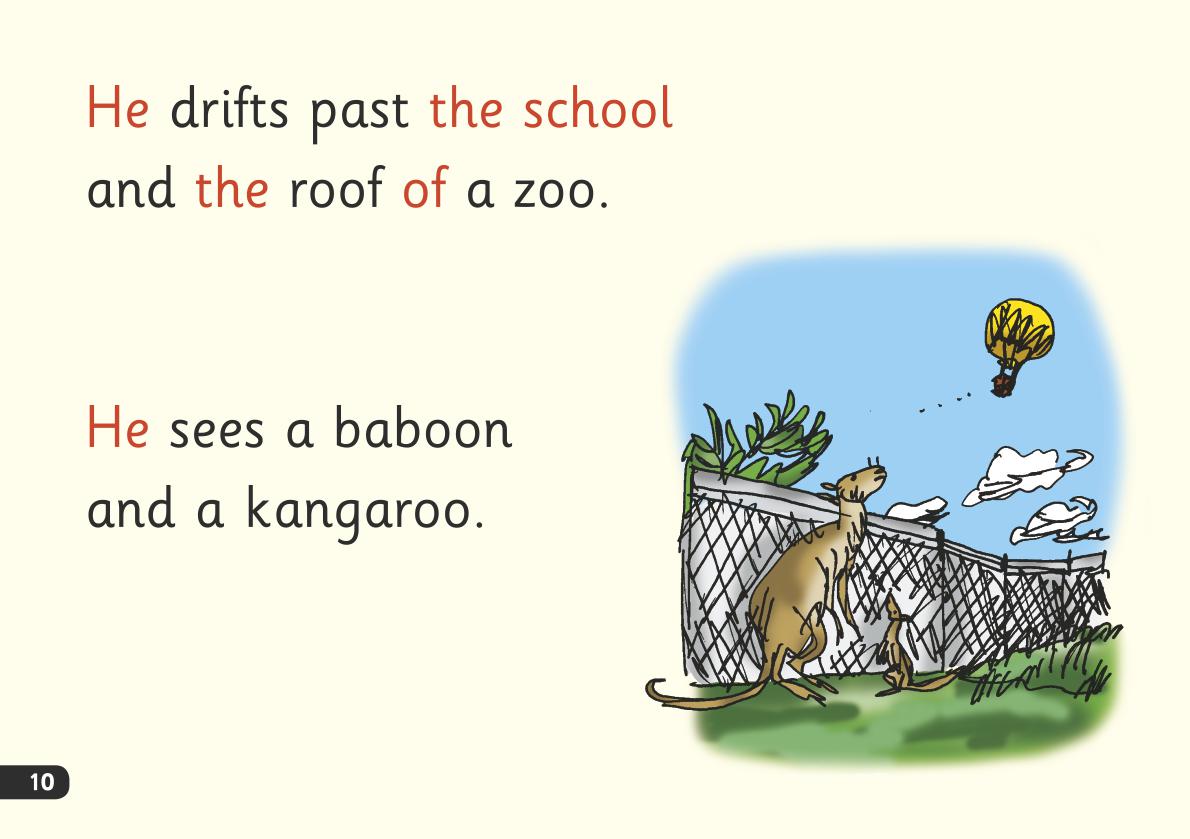 He drifts past the school
and the roof of a zoo.
He sees a baboon
and a kangaroo.
10